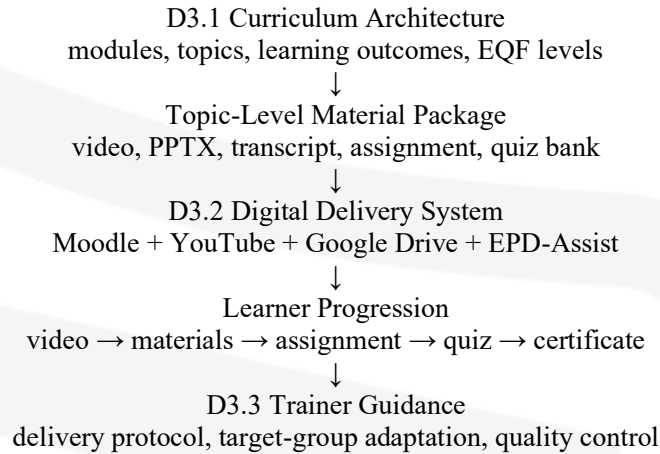 D3.1 Curriculum Architecture
modules, topics, learning outcomes, EQF levels
↓
Topic-Level Material Package
video, PPTX, transcript, assignment, quiz bank
↓
D3.2 Digital Delivery System
Moodle + YouTube + Google Drive + EPD-Assist
↓
Learner Progression
video → materials → assignment → quiz → certificate
↓
D3.3 Trainer Guidance
delivery protocol, target-group adaptation, quality control